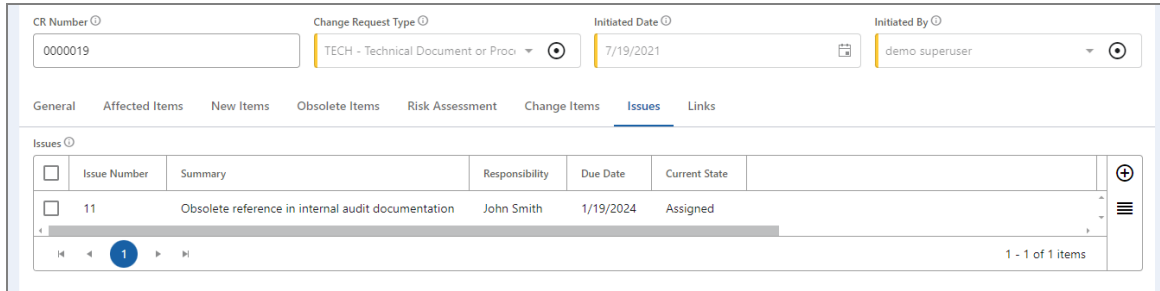 CR Number Change Request Type Initiated Date Initiated By
0000019 TECH - Technical Document or Proc 7/19/2021 demo superuser
General Affected Items New Items Obsolete Items Risk Assessment Change Items Issues Links
Issues
Issue Number Summary Responsibility Due Date Current State
11 Obsolete reference in internal audit documentation John Smith 1/19/2024 Assigned
1 1 - 1 of 1 items